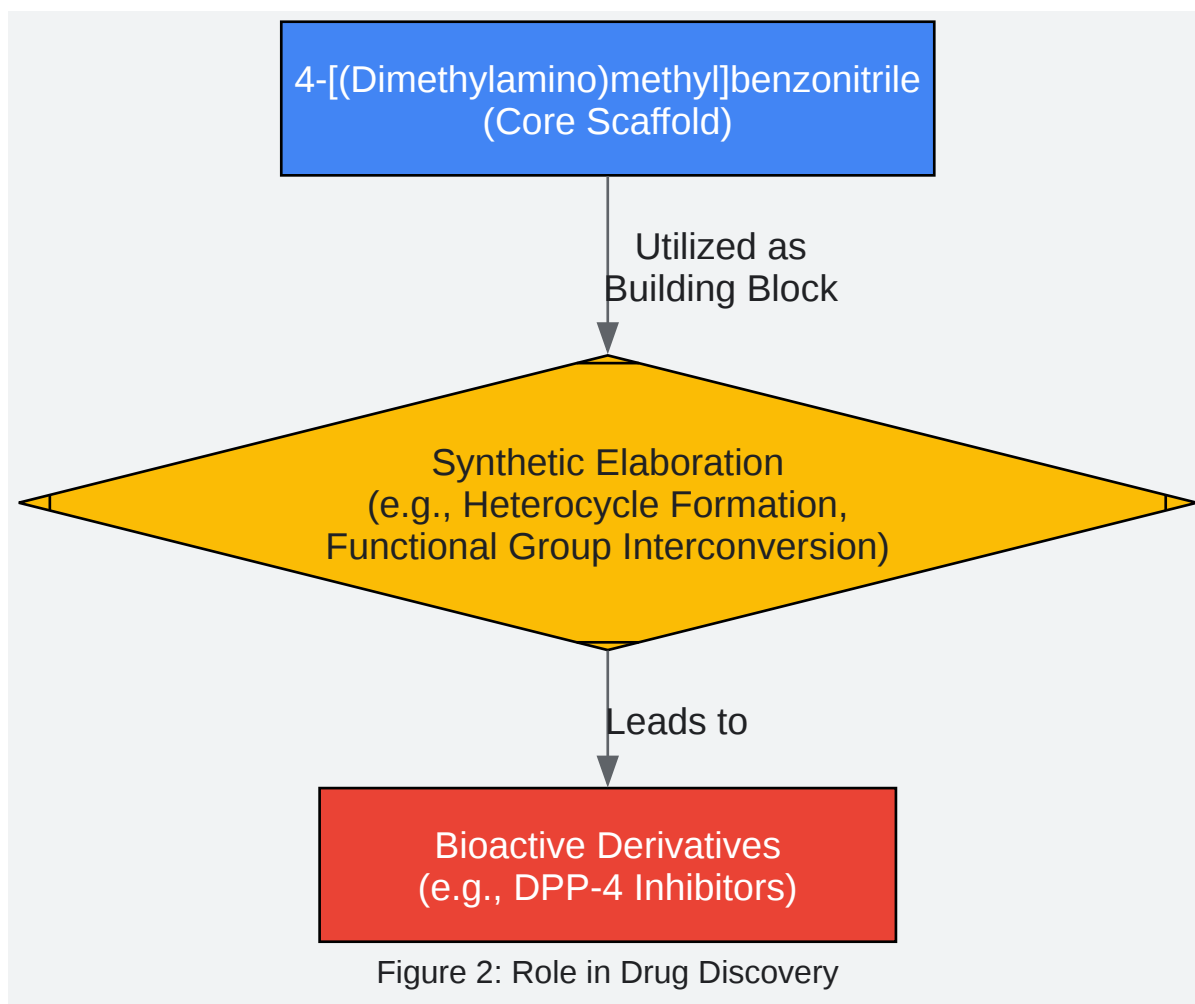 4-[(Dimethylamino)methyl]benzonitrile
(Core Scaffold)
Utilized as
Building Block
Synthetic Elaboration
(e.g., Heterocycle Formation,
Functional Group Interconversion)
Leads to
Bioactive Derivatives
(e.g., DPP-4 Inhibitors)
Figure 2: Role in Drug Discovery